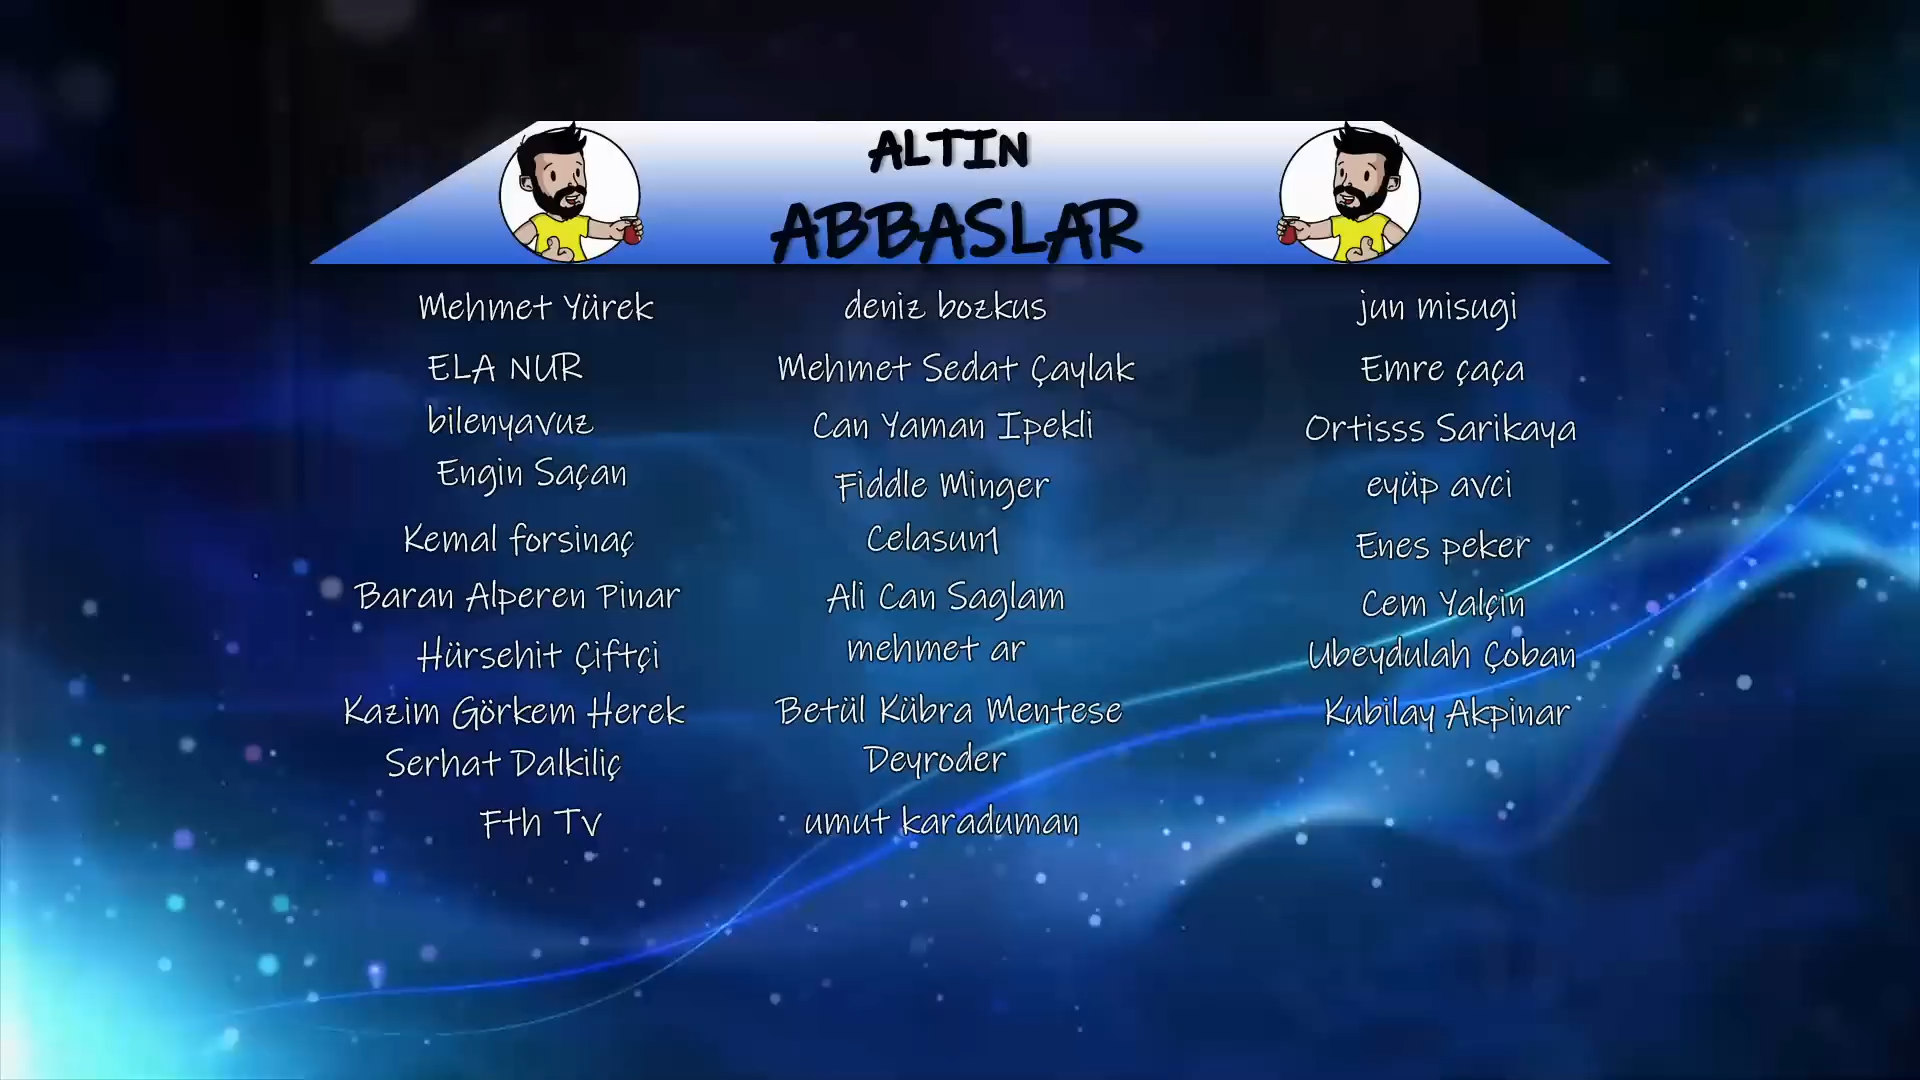 ALTIN
ABBASLAR
Mehmet Yürek
ELA NUR
bilenyavuz
Engin Saçan
Kemal forsinaç
Baran Alperen Pinar
Hürsehit Çiftçi
Kazim Görkem Herek
Serhat Dalkiliç
Fth Tv
deniz bozkus
Mehmet Sedat Çaylak
Can Yaman Ipekli
Fiddle Minger
Celasun1
Ali Can Saglam
mehmet ar
Betül Kübra Mentese
Deyroder
umut karaduman
jun misugi
Emre çaça
Ortisss Sarikaya
eyüp avci
Enes peker
Cem Yalçin
Ubeydulah Çoban
Kubilay Akpinar